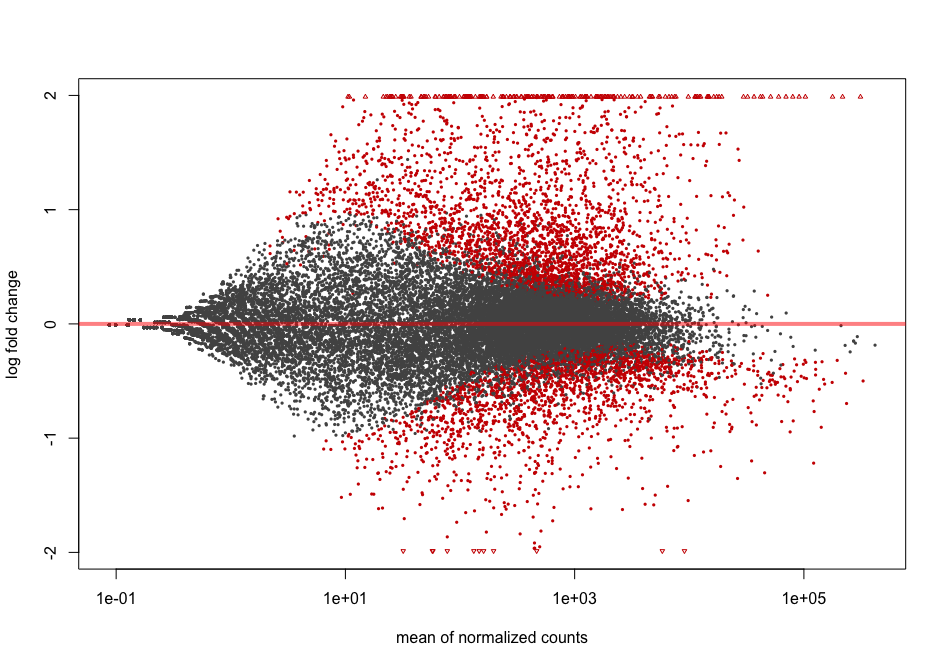 2
1
0
-1
-2
log fold change
1e-01
1e+01
1e+03
1e+05
mean of normalized counts